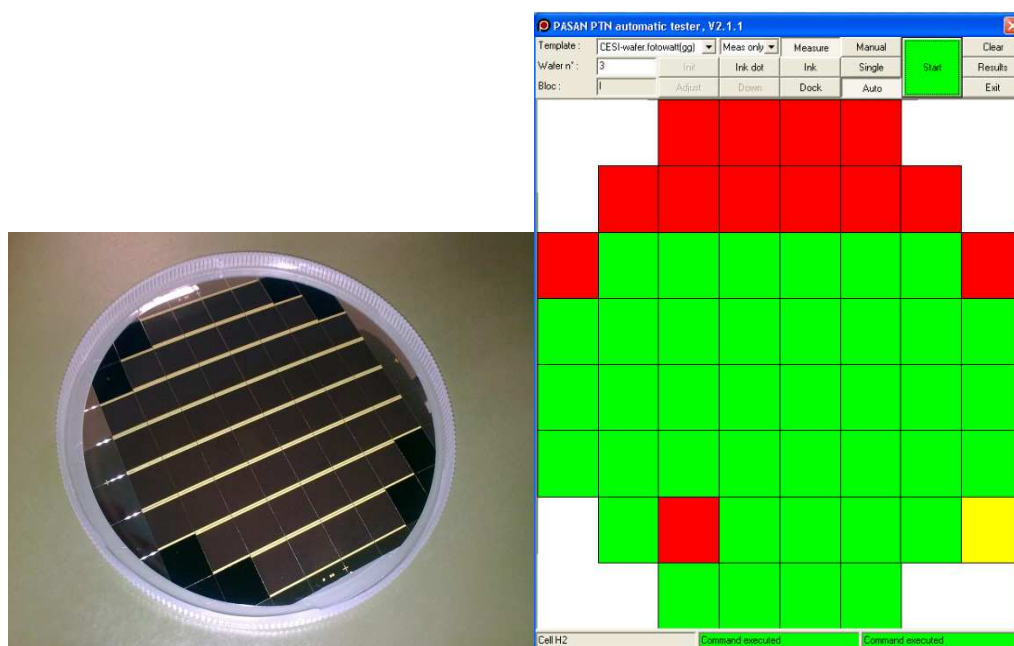 PASAN PTN automatic tester, V2.1.1
Template : CESI-wafer.fotowatt(gg) Meas only Measure Manual Start Clear
Wafer n° : 3 Init Ink dot Ink Single Results
Bloc : I Adjust Down Dock Auto Exit
Cell H2 Command executed Command executed